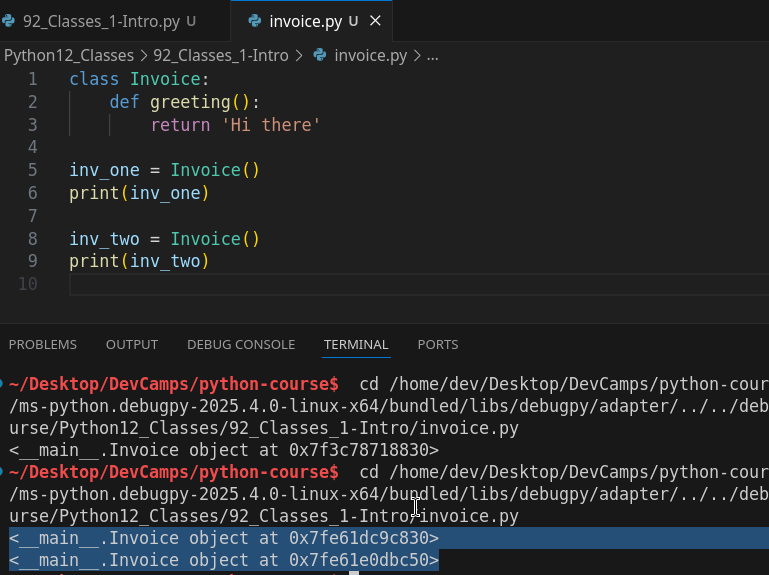 92_Classes_1-Intro.py U
invoice.py U
Python12_Classes > 92_Classes_1-Intro > invoice.py > ...
1 class Invoice:
2     def greeting():
3         return 'Hi there'
4
5 inv_one = Invoice()
6 print(inv_one)
7
8 inv_two = Invoice()
9 print(inv_two)
10
PROBLEMS OUTPUT DEBUG CONSOLE TERMINAL PORTS
~/Desktop/DevCamps/python-course$ cd /home/dev/Desktop/DevCamps/python-cour
/ms-python.debugpy-2025.4.0-linux-x64/bundled/libs/debugpy/adapter/../../deb
urse/Python12_Classes/92_Classes_1-Intro/invoice.py
<__main__.Invoice object at 0x7f3c78718830>
~/Desktop/DevCamps/python-course$ cd /home/dev/Desktop/DevCamps/python-cour
/ms-python.debugpy-2025.4.0-linux-x64/bundled/libs/debugpy/adapter/../../deb
urse/Python12_Classes/92_Classes_1-Intro/invoice.py
<__main__.Invoice object at 0x7fe61dc9c830>
<__main__.Invoice object at 0x7fe61e0dbc50>